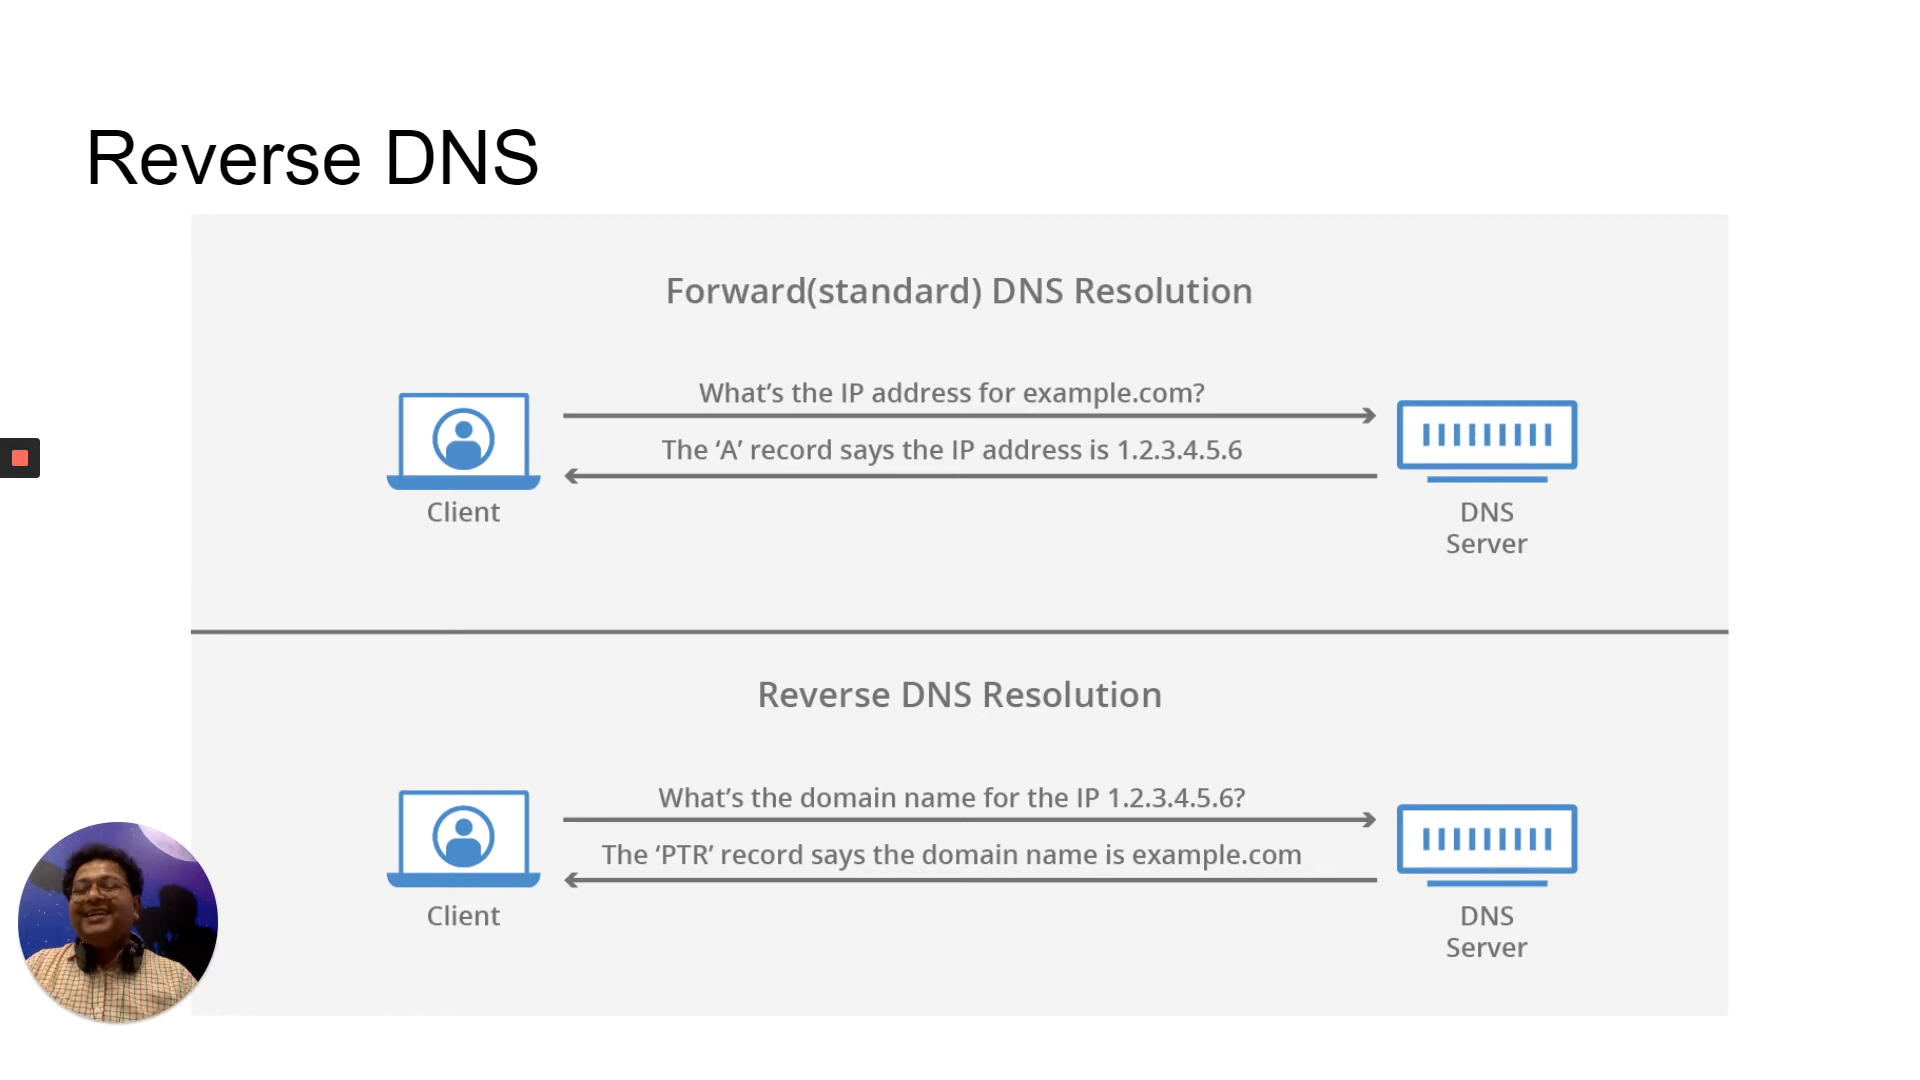 Reverse DNS
Forward(standard) DNS Resolution
What’s the IP address for example.com?
The ‘A’ record says the IP address is 1.2.3.4.5.6
Client
DNS
Server
Reverse DNS Resolution
What’s the domain name for the IP 1.2.3.4.5.6?
The ‘PTR’ record says the domain name is example.com
Client
DNS
Server